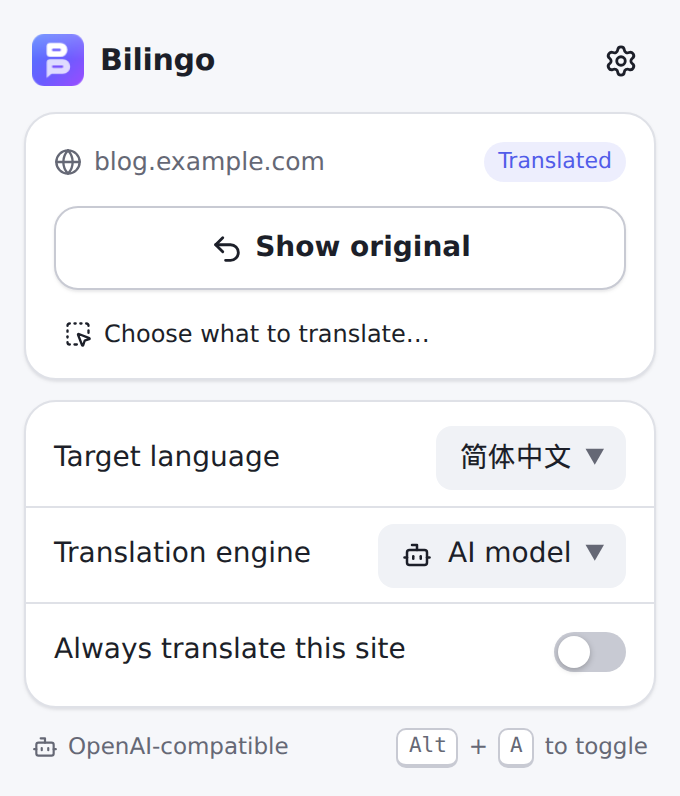 Bilingo
blog.example.com
Translated
Show original
Choose what to translate…
Target language
简体中文 ▼
Translation engine
AI model ▼
Always translate this site
OpenAI-compatible
Alt + A to toggle